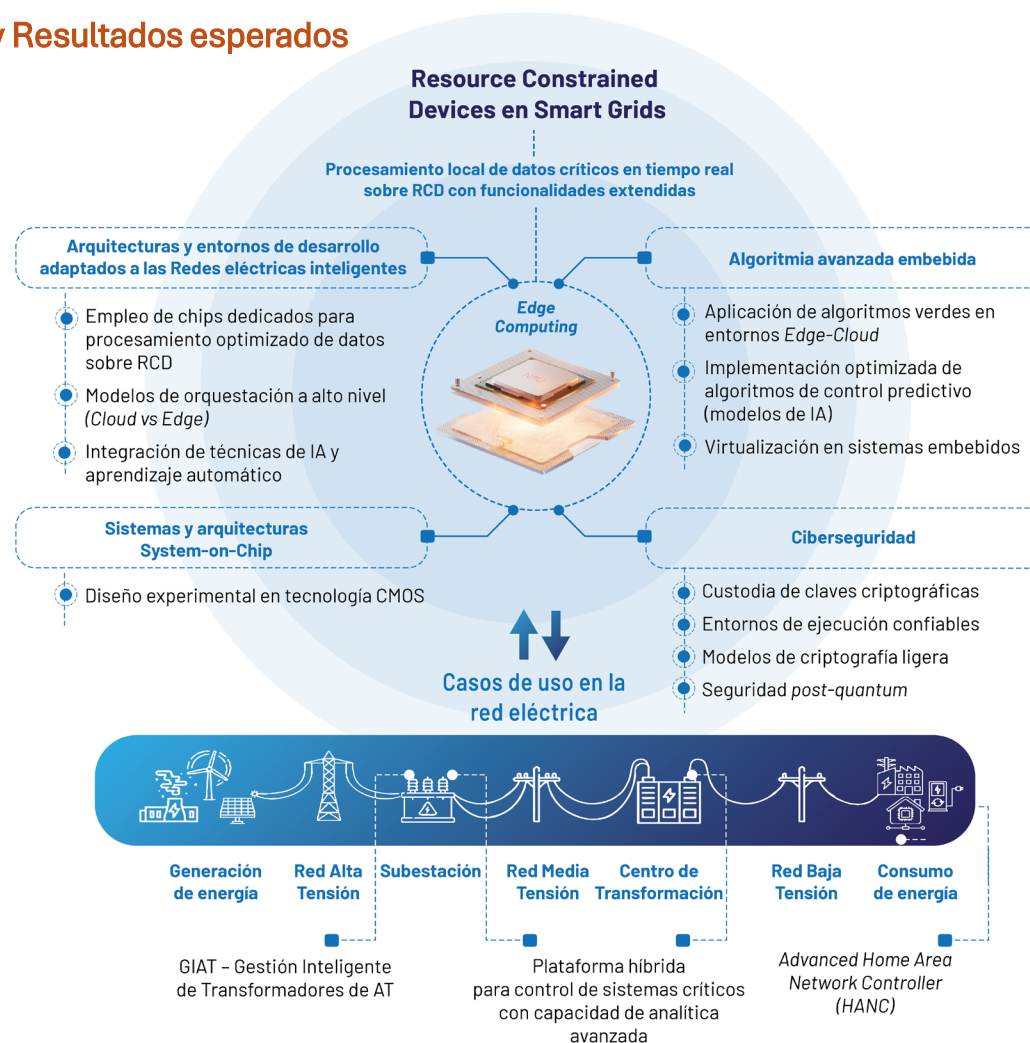 y Resultados esperados
Resource Constrained
Devices en Smart Grids
Procesamiento local de datos críticos en tiempo real
sobre RCD con funcionalidades extendidas
Arquitecturas y entornos de desarrollo
adaptados a las Redes eléctricas inteligentes
Empleo de chips dedicados para
procesamiento optimizado de datos
sobre RCD
Modelos de orquestación a alto nivel
(Cloud vs Edge)
Integración de técnicas de IA y
aprendizaje automático
Edge
Computing
NPU
Algoritmia avanzada embebida
Aplicación de algoritmos verdes en
entornos Edge-Cloud
Implementación optimizada de
algoritmos de control predictivo
(modelos de IA)
Virtualización en sistemas embebidos
Sistemas y arquitecturas
System-on-Chip
Diseño experimental en tecnología CMOS
Ciberseguridad
Custodia de claves criptográficas
Entornos de ejecución confiables
Modelos de criptografía ligera
Seguridad post-quantum
Casos de uso en la
red eléctrica
Generación
de energía
Red Alta
Tensión
Subestación
Red Media
Tensión
Centro de
Transformación
Red Baja
Tensión
Consumo
de energía
GIAT – Gestión Inteligente
de Transformadores de AT
Plataforma híbrida
para control de sistemas críticos
con capacidad de analítica
avanzada
Advanced Home Area
Network Controller
(HANC)